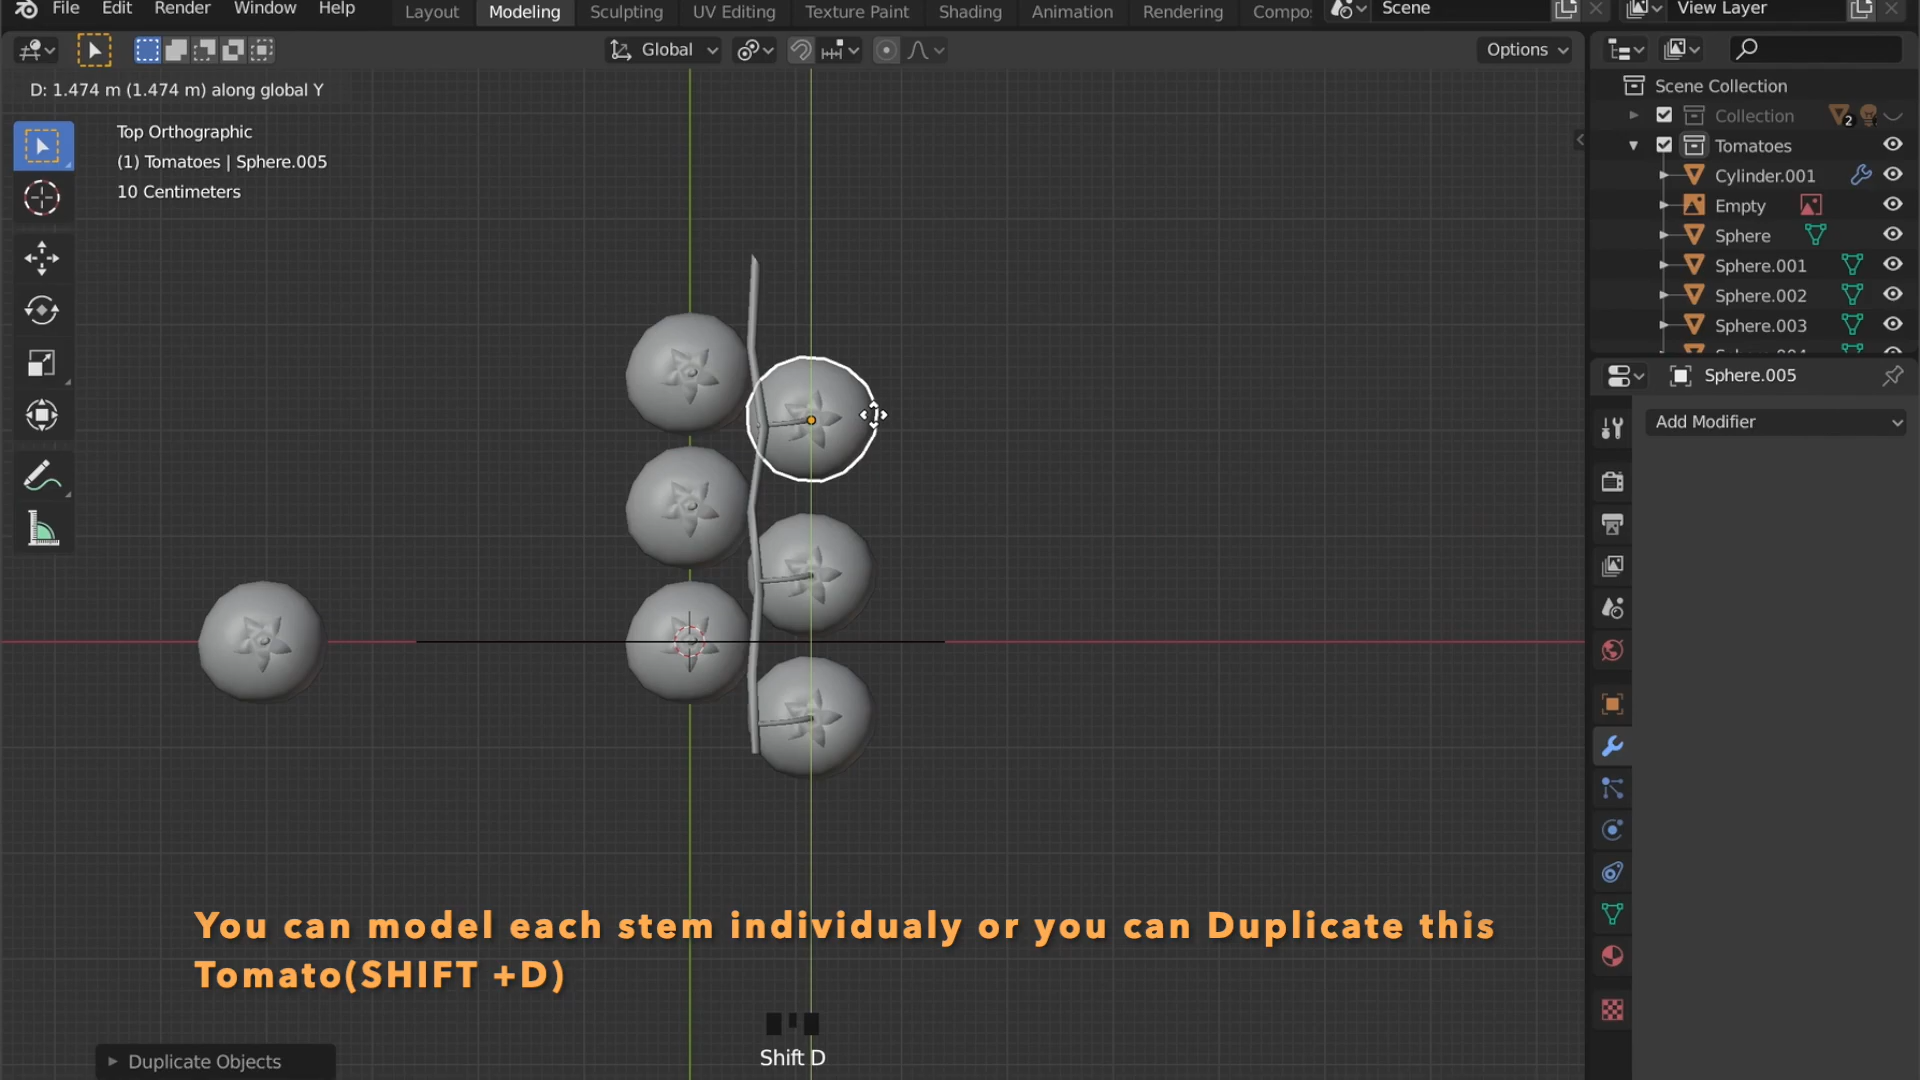 File Edit Render Window Help
Layout Modeling Sculpting UV Editing Texture Paint Shading Animation Rendering Compo
Scene
View Layer
Global
Options
D: 1.474 m (1.474 m) along global Y
Top Orthographic
(1) Tomatoes | Sphere.005
10 Centimeters
Scene Collection
Collection 2
Tomatoes
Cylinder.001
Empty
Sphere
Sphere.001
Sphere.002
Sphere.003
Sphere.005
Add Modifier
You can model each stem individualy or you can Duplicate this
Tomato(SHIFT +D)
Shift D
Duplicate Objects